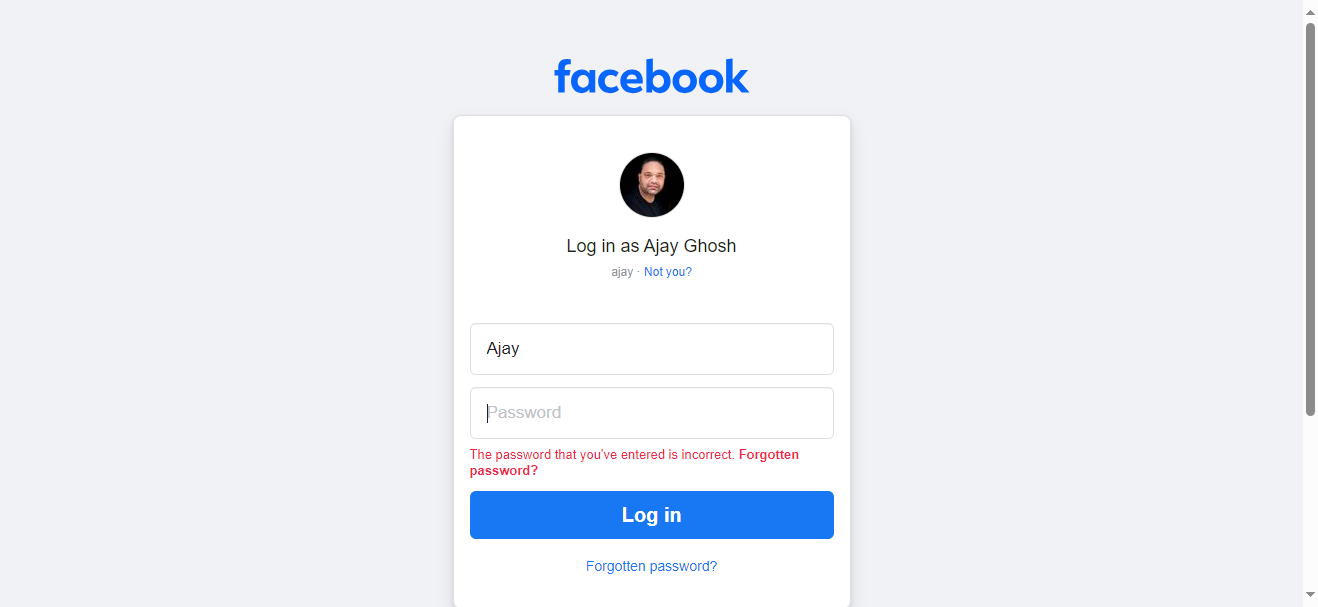 facebook
Log in as Ajay Ghosh
ajay · Not you?
Ajay
Password
The password that you've entered is incorrect. Forgotten
password?
Log in
Forgotten password?